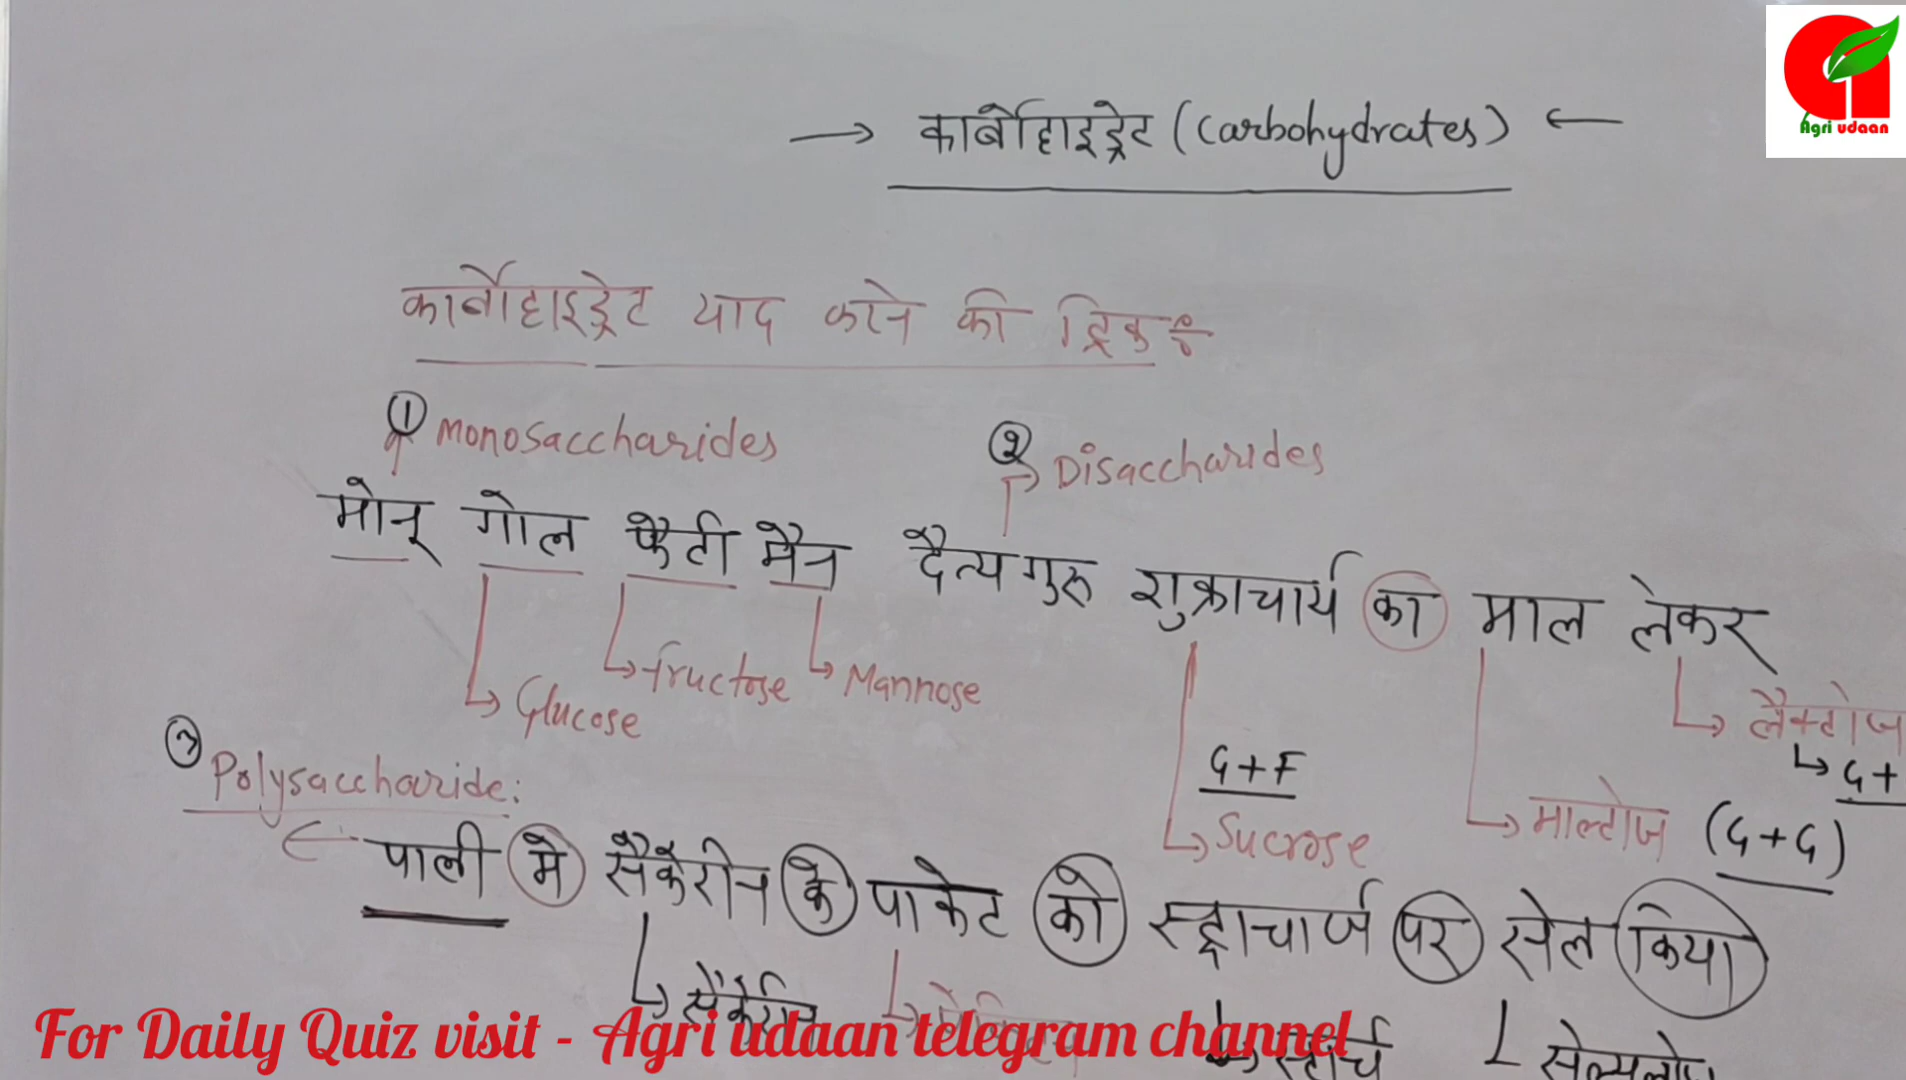 Agri udaan
→ कार्बोहाइड्रेट (Carbohydrates) ←
कार्बोहाइड्रेट याद करने की ट्रिक :-
① Monosaccharides
② Disaccharides
मोनू गोल फैटी मैन दैत्य गुरु शुक्राचार्य का माल लेकर
→ Glucose → fructose → Mannose
G+F
→ Sucrose
→ माल्टोज (G+G)
→ लैक्टोज
→ G+
③ Polysaccharide:
← पाली मे सैकेरीन के पाकेट को स्ट्राचार्ज पर सेल किया
→ सैकेरीन → स्टार्च
For Daily Quiz visit - Agri udaan telegram channel